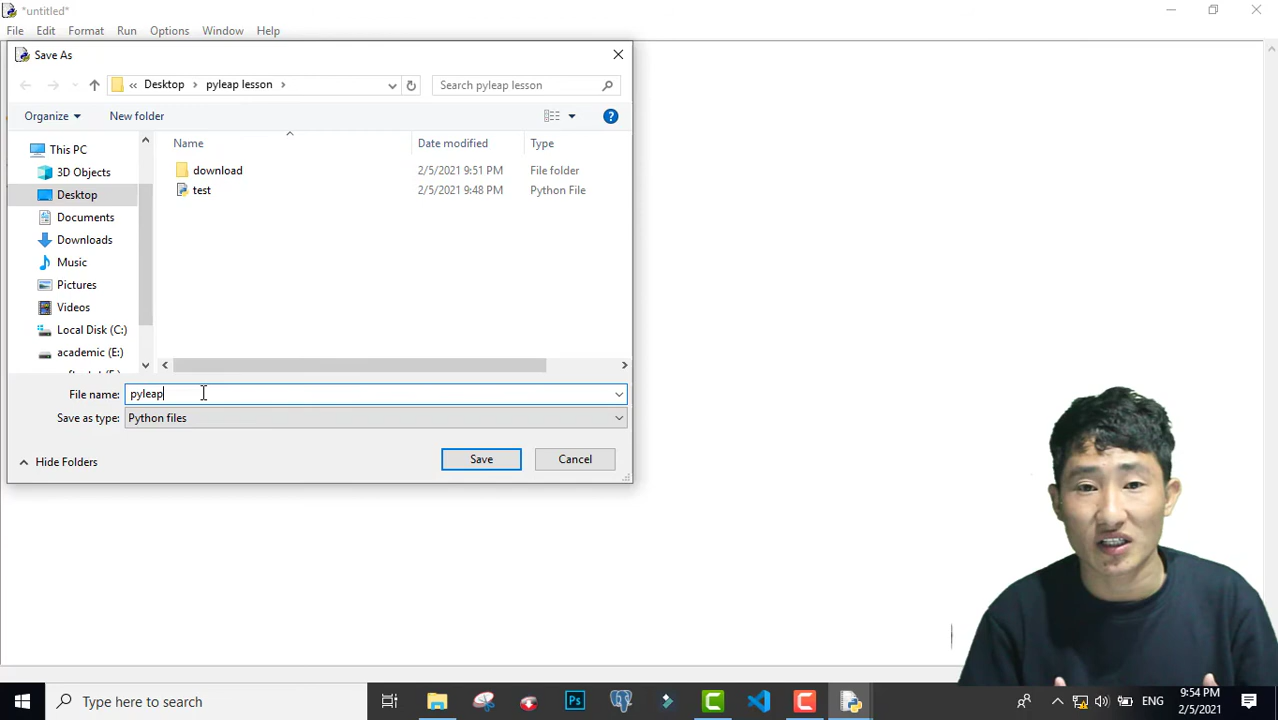 *untitled*
File Edit Format Run Options Window Help
Save As
Desktop pyleap lesson Search pyleap lesson
Organize New folder
Name Date modified Type
This PC
3D Objects
Desktop
Documents
Downloads
Music
Pictures
Videos
Local Disk (C:)
academic (E:)
download 2/5/2021 9:51 PM File folder
test 2/5/2021 9:48 PM Python File
File name: pyleap
Save as type: Python files
Hide Folders Save Cancel
Type here to search
Ps
ENG
9:54 PM
2/5/2021